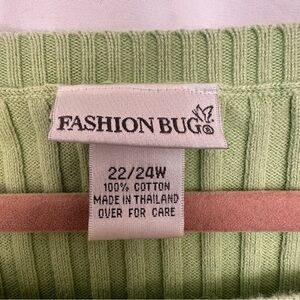 FASHION BUG®
22/24W
100% COTTON
MADE IN THAILAND
OVER FOR CARE